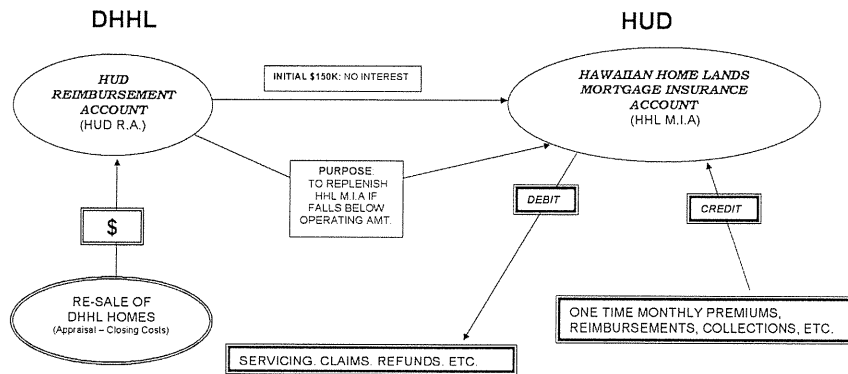 DHHL
HUD
HUD
REIMBURSEMENT
ACCOUNT
(HUD R.A.)
INITIAL $150K: NO INTEREST
HAWAIIAN HOME LANDS
MORTGAGE INSURANCE
ACCOUNT
(HHL M.I.A)
PURPOSE:
TO REPLENISH
HHL M.I.A IF
FALLS BELOW
OPERATING AMT.
DEBIT
CREDIT
$
RE-SALE OF
DHHL HOMES
(Appraisal – Closing Costs)
ONE TIME MONTHLY PREMIUMS,
REIMBURSEMENTS, COLLECTIONS, ETC.
SERVICING. CLAIMS. REFUNDS. ETC.